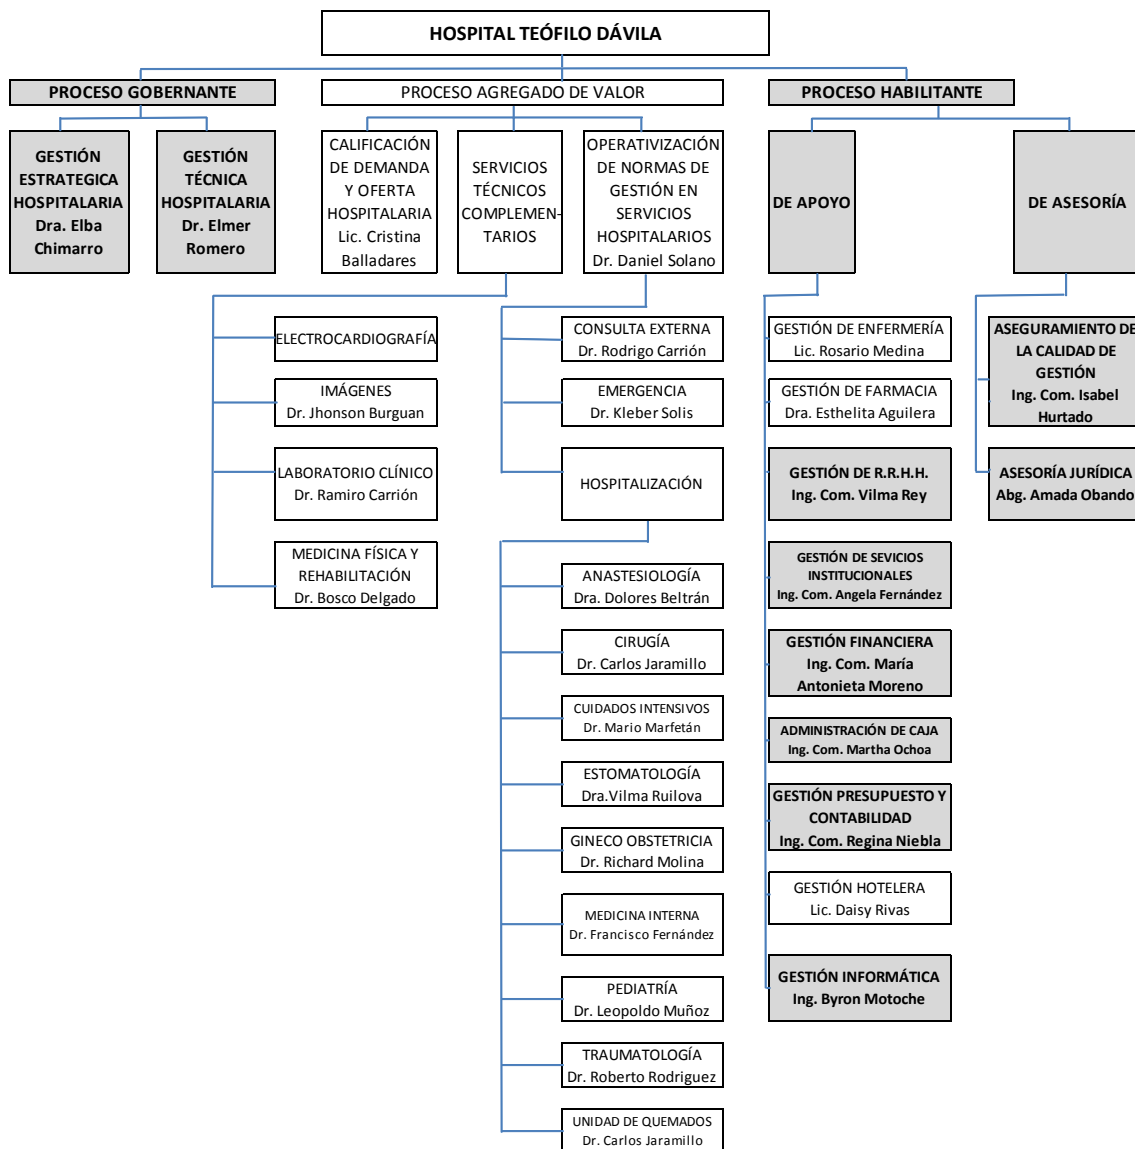 HOSPITAL TEÓFILO DÁVILA
PROCESO GOBERNANTE
PROCESO AGREGADO DE VALOR
PROCESO HABILITANTE
GESTIÓN
ESTRATEGICA
HOSPITALARIA
Dra. Elba
Chimarro
GESTIÓN
TÉCNICA
HOSPITALARIA
Dr. Elmer
Romero
CALIFICACIÓN
DE DEMANDA
Y OFERTA
HOSPITALARIA
Lic. Cristina
Balladares
SERVICIOS
TÉCNICOS
COMPLEMEN-
TARIOS
OPERATIVIZACIÓN
DE NORMAS DE
GESTIÓN EN
SERVICIOS
HOSPITALARIOS
Dr. Daniel Solano
DE APOYO
DE ASESORÍA
ELECTROCARDIOGRAFÍA
IMÁGENES
Dr. Jhonson Burguan
LABORATORIO CLÍNICO
Dr. Ramiro Carrión
MEDICINA FÍSICA Y
REHABILITACIÓN
Dr. Bosco Delgado
CONSULTA EXTERNA
Dr. Rodrigo Carrión
EMERGENCIA
Dr. Kleber Solis
HOSPITALIZACIÓN
ANASTESIOLOGÍA
Dra. Dolores Beltrán
CIRUGÍA
Dr. Carlos Jaramillo
CUIDADOS INTENSIVOS
Dr. Mario Marfetán
ESTOMATOLOGÍA
Dra.Vilma Ruilova
GINECO OBSTETRICIA
Dr. Richard Molina
MEDICINA INTERNA
Dr. Francisco Fernández
PEDIATRÍA
Dr. Leopoldo Muñoz
TRAUMATOLOGÍA
Dr. Roberto Rodriguez
UNIDAD DE QUEMADOS
Dr. Carlos Jaramillo
GESTIÓN DE ENFERMERÍA
Lic. Rosario Medina
GESTIÓN DE FARMACIA
Dra. Esthelita Aguilera
GESTIÓN DE R.R.H.H.
Ing. Com. Vilma Rey
GESTIÓN DE SEVICIOS
INSTITUCIONALES
Ing. Com. Angela Fernández
GESTIÓN FINANCIERA
Ing. Com. María
Antonieta Moreno
ADMINISTRACIÓN DE CAJA
Ing. Com. Martha Ochoa
GESTIÓN PRESUPUESTO Y
CONTABILIDAD
Ing. Com. Regina Niebla
GESTIÓN HOTELERA
Lic. Daisy Rivas
GESTIÓN INFORMÁTICA
Ing. Byron Motoche
ASEGURAMIENTO DE
LA CALIDAD DE
GESTIÓN
Ing. Com. Isabel
Hurtado
ASESORÍA JURÍDICA
Abg. Amada Obando